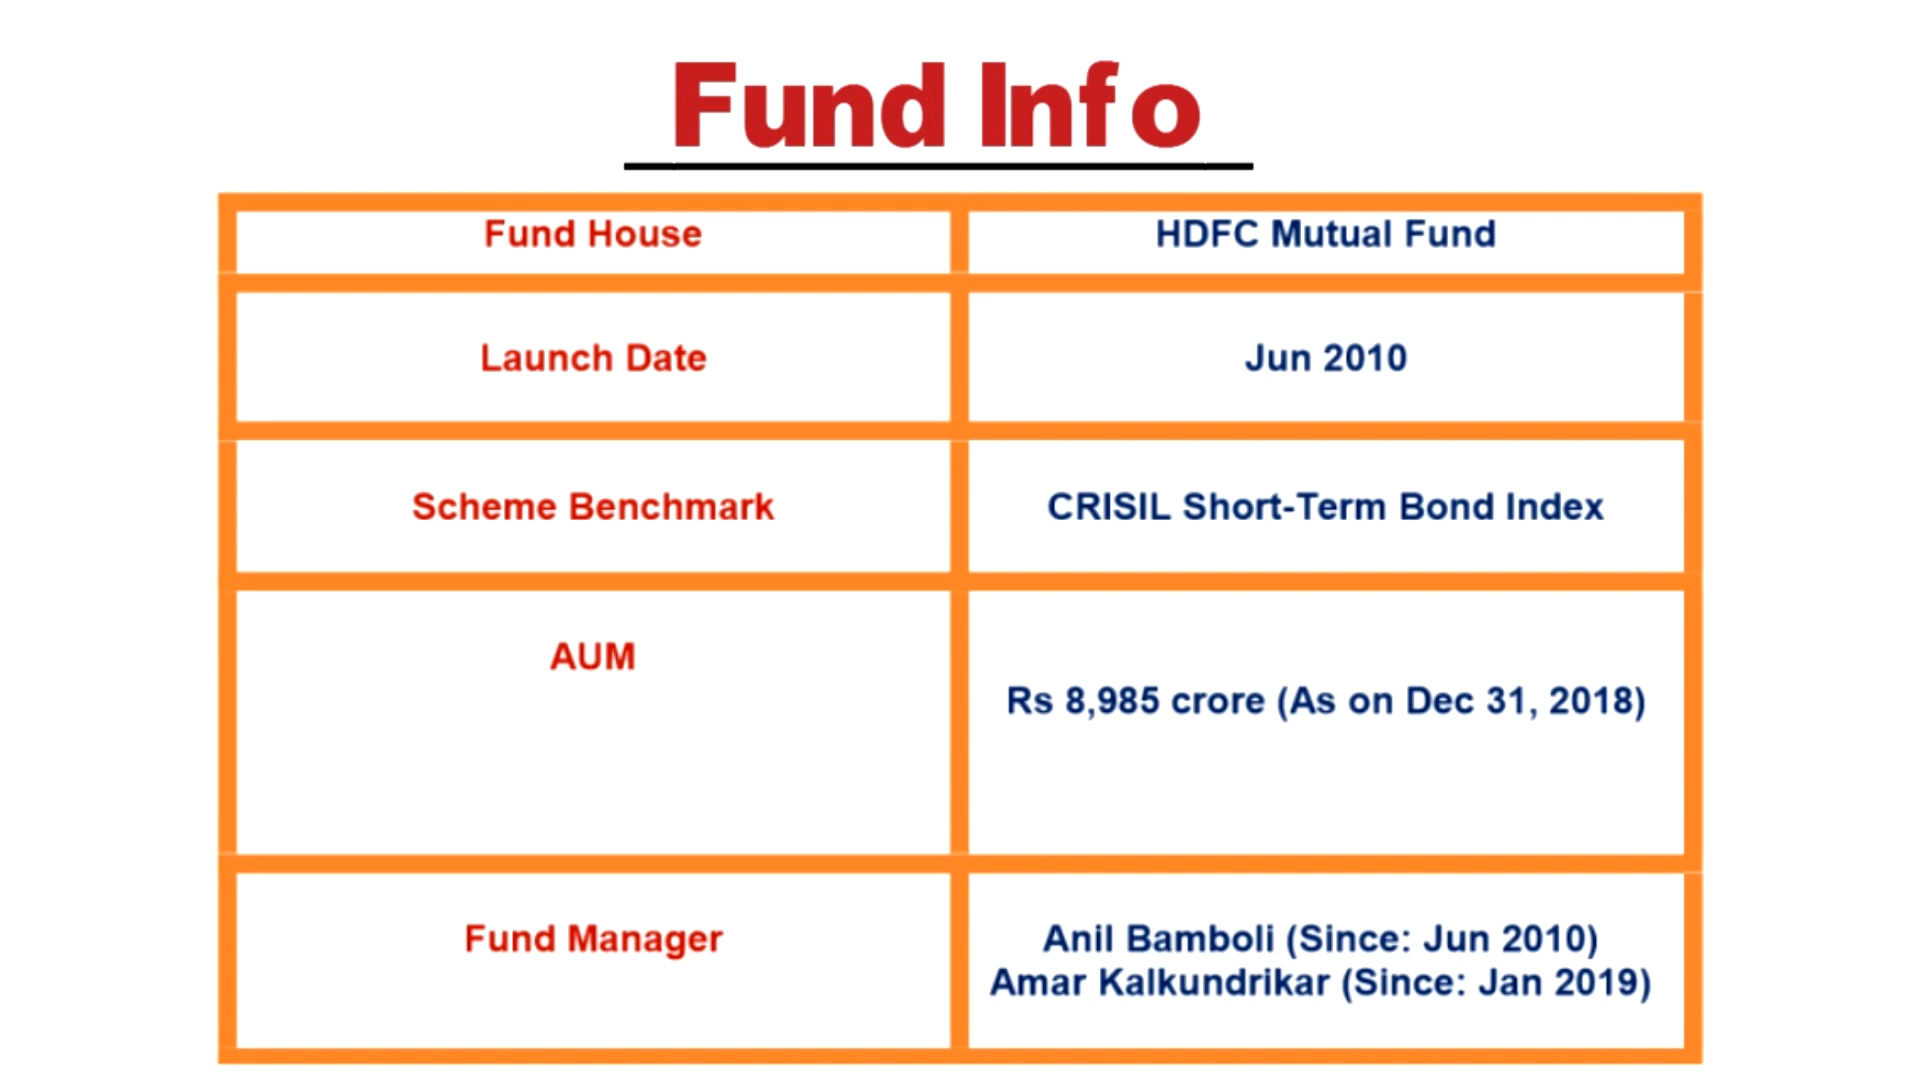 Fund Info
Fund House
HDFC Mutual Fund
Launch Date
Jun 2010
Scheme Benchmark
CRISIL Short-Term Bond Index
AUM
Rs 8,985 crore (As on Dec 31, 2018)
Fund Manager
Anil Bamboli (Since: Jun 2010)
Amar Kalkundrikar (Since: Jan 2019)